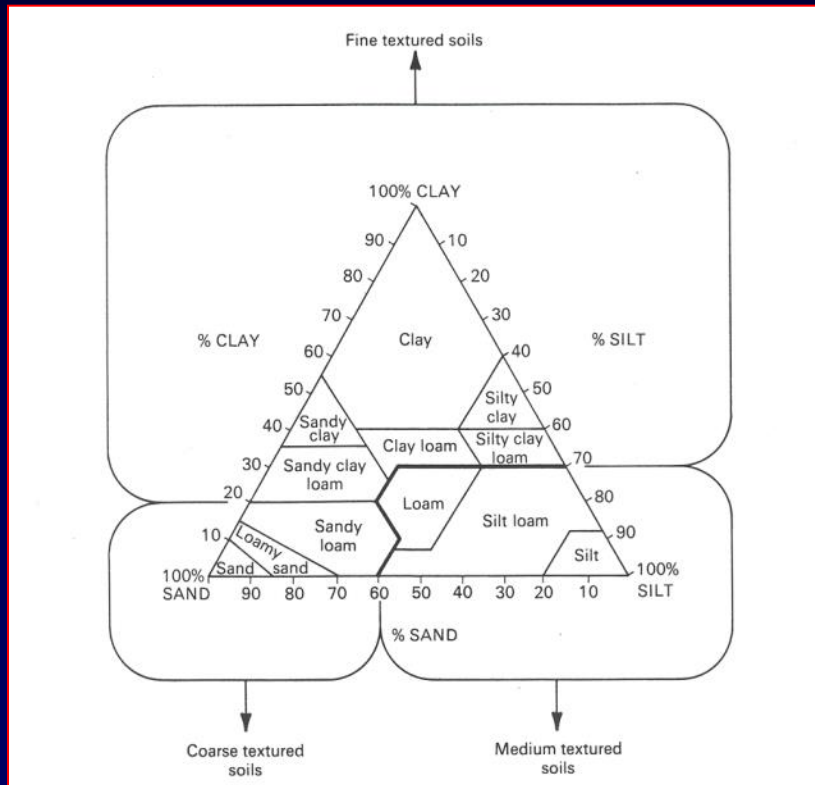 Fine textured soils
100% CLAY
90 10
80 20
70 30
% CLAY Clay % SILT
60 40
50 50
Silty
clay
40 60
Sandy
clay
Clay loam
Silty clay
loam
30 70
Sandy clay
loam
20 80
Loam
Sandy
loam
Silt loam
10 90
Loamy
sand
Sand
Silt
100%
SAND
90 80 70 60 50 40 30 20 10
100%
SILT
% SAND
Coarse textured
soils
Medium textured
soils